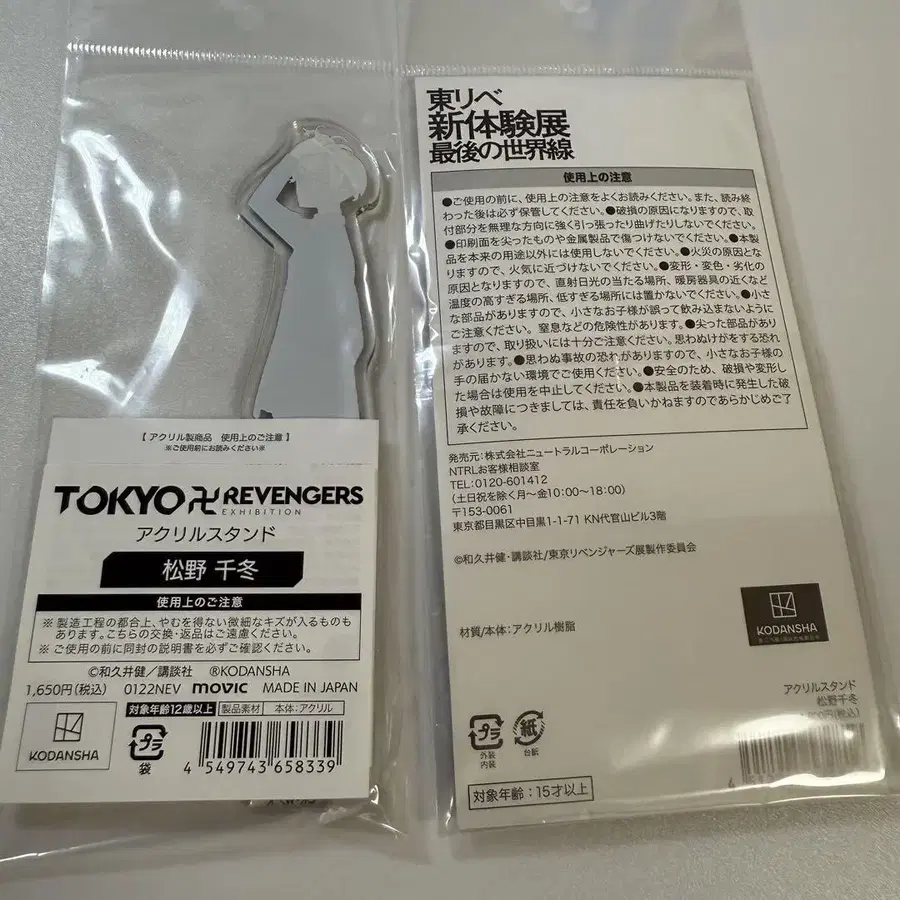 【アクリル製商品 使用上のご注意】
※ご使用前にお読みください※
TOKYO卍REVENGERS
EXHIBITION
アクリルスタンド
松野 千冬
使用上のご注意
※ 製造工程の都合上、やむを得ない微細なキズが入るものも
あります。こちらの交換・返品はご遠慮ください。
※ ご使用の前に同封の説明書を必ずご確認ください。
©和久井健／講談社 ®KODANSHA
1,650円(税込) 0122NEV movic MADE IN JAPAN
対象年齢12歳以上 製品素材 本体:アクリル
KODANSHA
プラ
袋
4 549743 658339
東リベ
新体験展
最後の世界線
使用上の注意
●ご使用の前に、使用上の注意をよくお読みください。また、読み終
わった後は必ず保管してください。●破損の原因になりますので、取
付部分を無理な方向に強く引っ張ったり曲げたりしないでください。
●印刷面を尖ったものや金属製品で傷つけないでください。●本製
品を本来の用途以外には使用しないでください。●火災の原因とな
りますので、火気に近づけないでください。●変形・変色・劣化の
原因となりますので、直射日光の当たる場所、暖房器具の近くなど
温度の高すぎる場所、低すぎる場所には置かないでください。●小さ
な部品がありますので、小さなお子様が誤って飲み込まないように
ご注意ください。窒息などの危険性があります。●尖った部品があり
ますので、取り扱いには十分ご注意ください。思わぬけがをする恐れ
があります。●思わぬ事故の恐れがありますので、小さなお子様の
手の届かない環境でご使用ください。●安全のため、破損や変形し
た場合は使用を中止してください。●本製品を装着時に発生した破
損や故障につきましては、責任を負いかねますのであらかじめご了
承ください。
発売元:株式会社ニュートラルコーポレーション
NTRLお客様相談室
TEL:0120-601412
(土日祝を除く月〜金10:00〜18:00)
〒153-0061
東京都目黒区中目黒1-1-71 KN代官山ビル3階
©和久井健・講談社/東京リベンジャーズ展製作委員会
KODANSHA
材質/本体:アクリル樹脂
アクリルスタンド
松野千冬
プラ
外装
内装
紙
台紙
対象年齢:15才以上